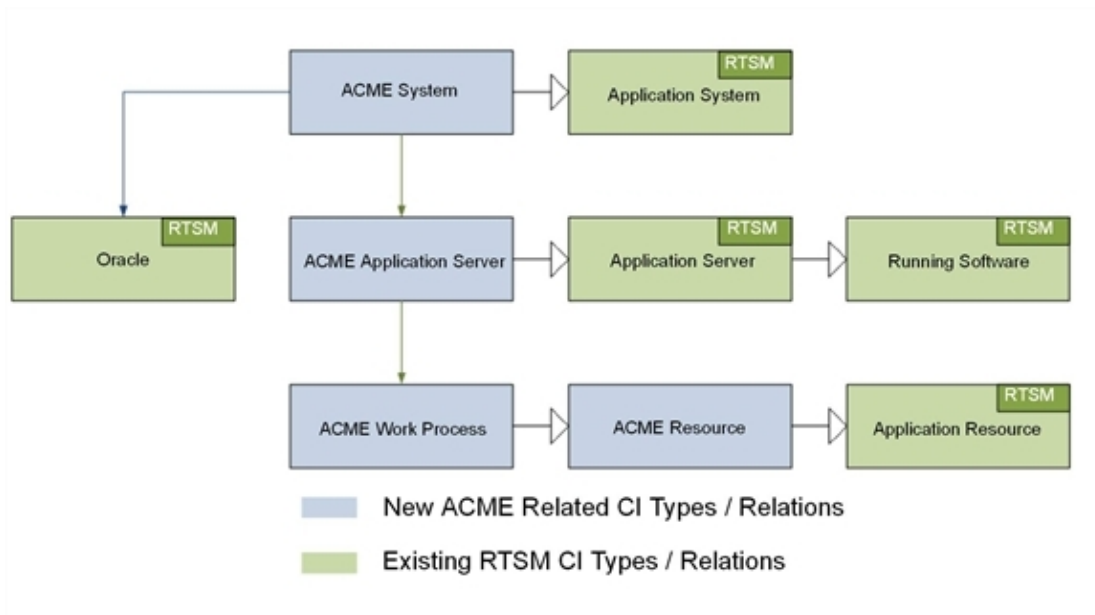 ACME System
RTSM
Application System
RTSM
Oracle
ACME Application Server
RTSM
Application Server
RTSM
Running Software
ACME Work Process
ACME Resource
RTSM
Application Resource
New ACME Related CI Types / Relations
Existing RTSM CI Types / Relations